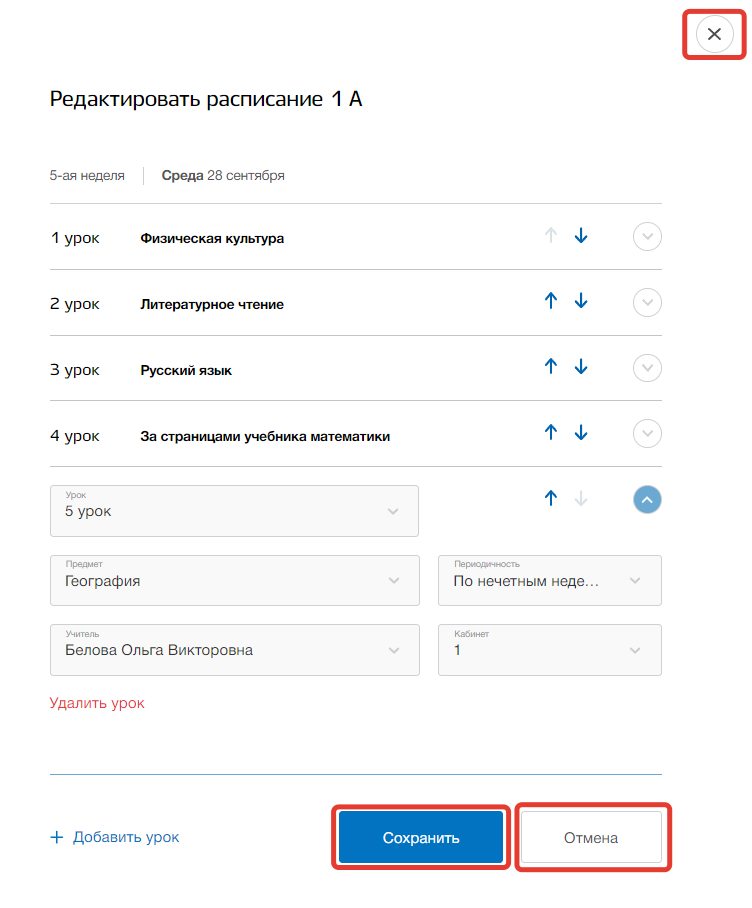 Редактировать расписание 1 А
5-ая неделя Среда 28 сентября
1 урок Физическая культура
2 урок Литературное чтение
3 урок Русский язык
4 урок За страницами учебника математики
Урок
5 урок
Предмет Периодичность
География По нечетным неде...
Учитель Кабинет
Белова Ольга Викторовна 1
Удалить урок
+ Добавить урок Сохранить Отмена